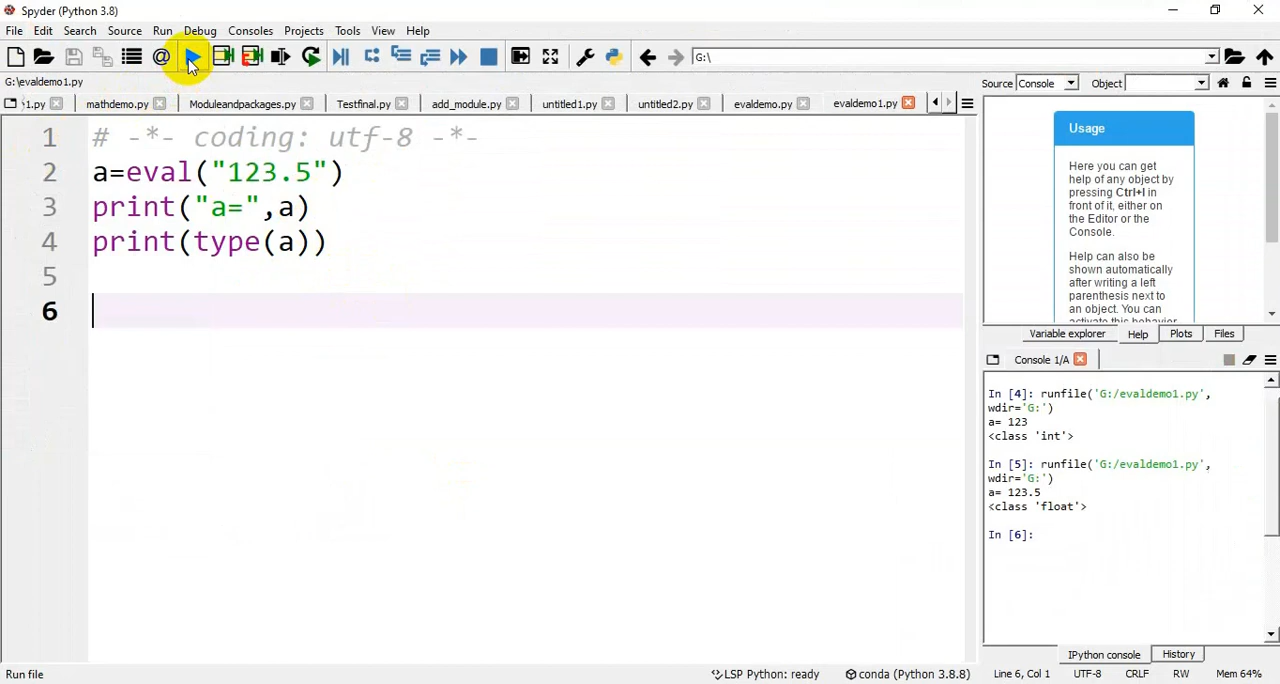 Spyder (Python 3.8)
File Edit Search Source Run Debug Consoles Projects Tools View Help
G:\
G:\evaldemo1.py
Source Console Object
1.py mathdemo.py Moduleandpackages.py Testfinal.py add_module.py untitled1.py untitled2.py evaldemo.py evaldemo1.py
1 # -*- coding: utf-8 -*-
2 a=eval("123.5")
3 print("a=",a)
4 print(type(a))
5
6
Usage
Here you can get
help of any object by
pressing Ctrl+I in
front of it, either on
the Editor or the
Console.
Help can also be
shown automatically
after writing a left
parenthesis next to
an object. You can
activate this behavior
Variable explorer Help Plots Files
Console 1/A
In [4]: runfile('G:/evaldemo1.py',
wdir='G:')
a= 123
<class 'int'>
In [5]: runfile('G:/evaldemo1.py',
wdir='G:')
a= 123.5
<class 'float'>
In [6]:
IPython console History
Run file
LSP Python: ready conda (Python 3.8.8) Line 6, Col 1 UTF-8 CRLF RW Mem 64%